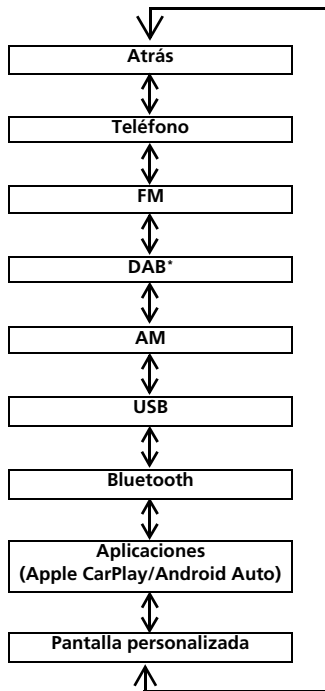 Atrás
Teléfono
FM
DAB*
AM
USB
Bluetooth
Aplicaciones
(Apple CarPlay/Android Auto)
Pantalla personalizada